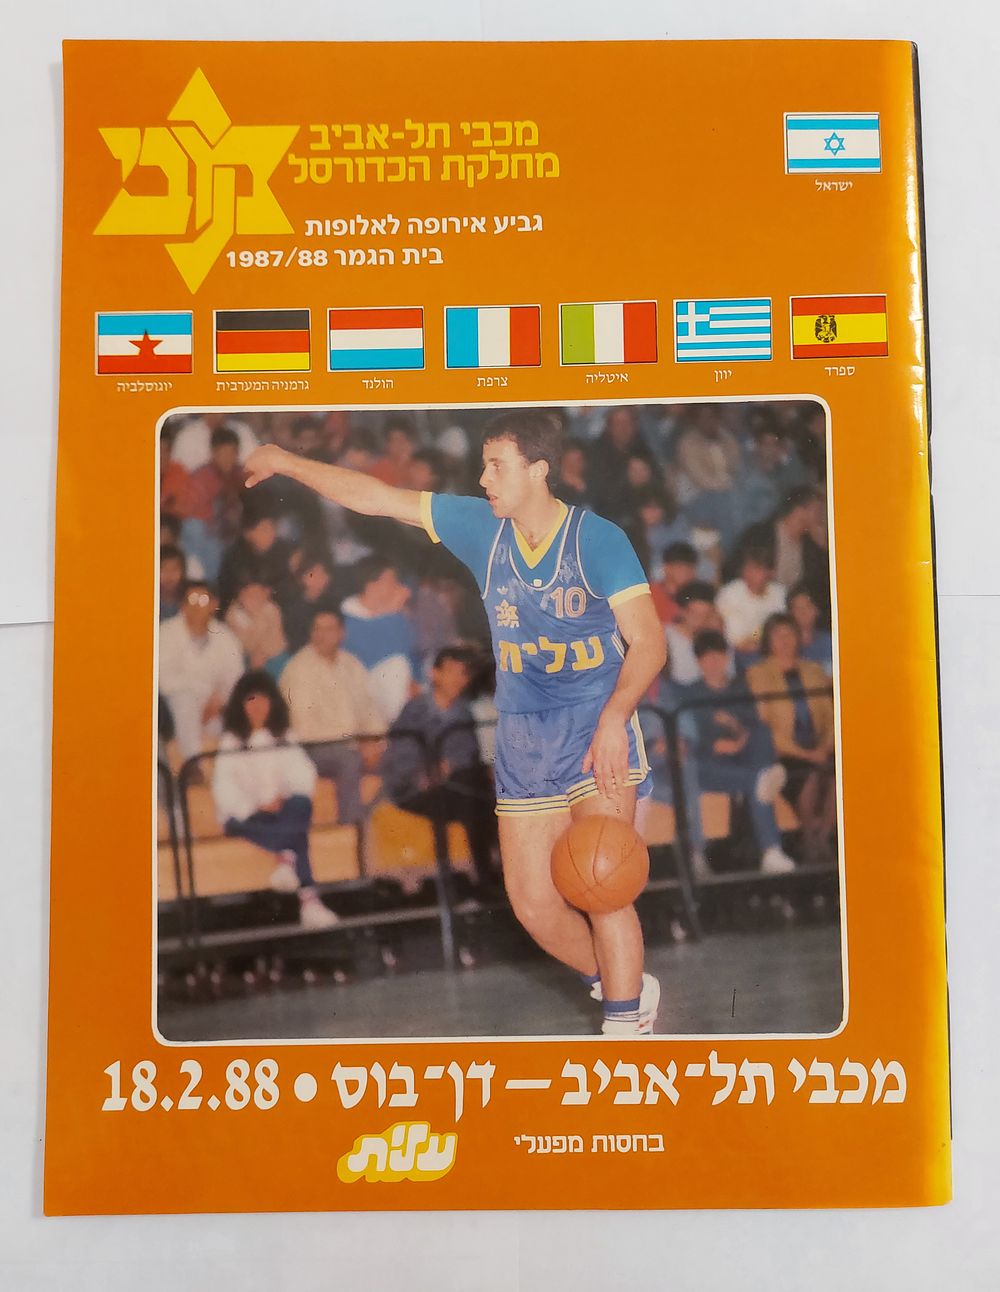 מכבי
מכבי תל-אביב
מחלקת הכדורסל
גביע אירופה לאלופות
בית הגמר 1987/88
ישראל
יוגוסלביה
גרמניה המערבית
הולנד
צרפת
איטליה
יוון
ספרד
10
עלית
מכבי תל־אביב – דן־בוס • 18.2.88
בחסות מפעלי
עלית